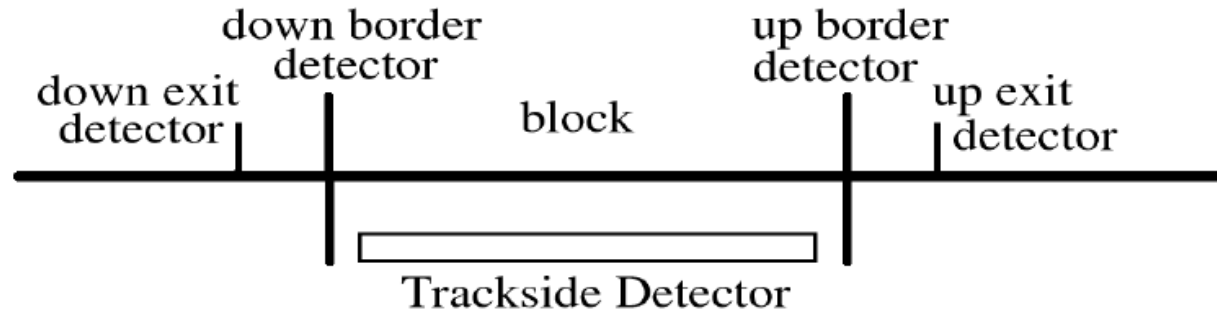 down border
detector
up border
detector
down exit
detector
block
up exit
detector
Trackside Detector